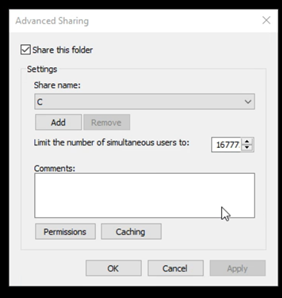 Advanced Sharing
Share this folder
Settings
Share name:
C
Add Remove
Limit the number of simultaneous users to: 16777
Comments:
Permissions Caching
OK Cancel Apply